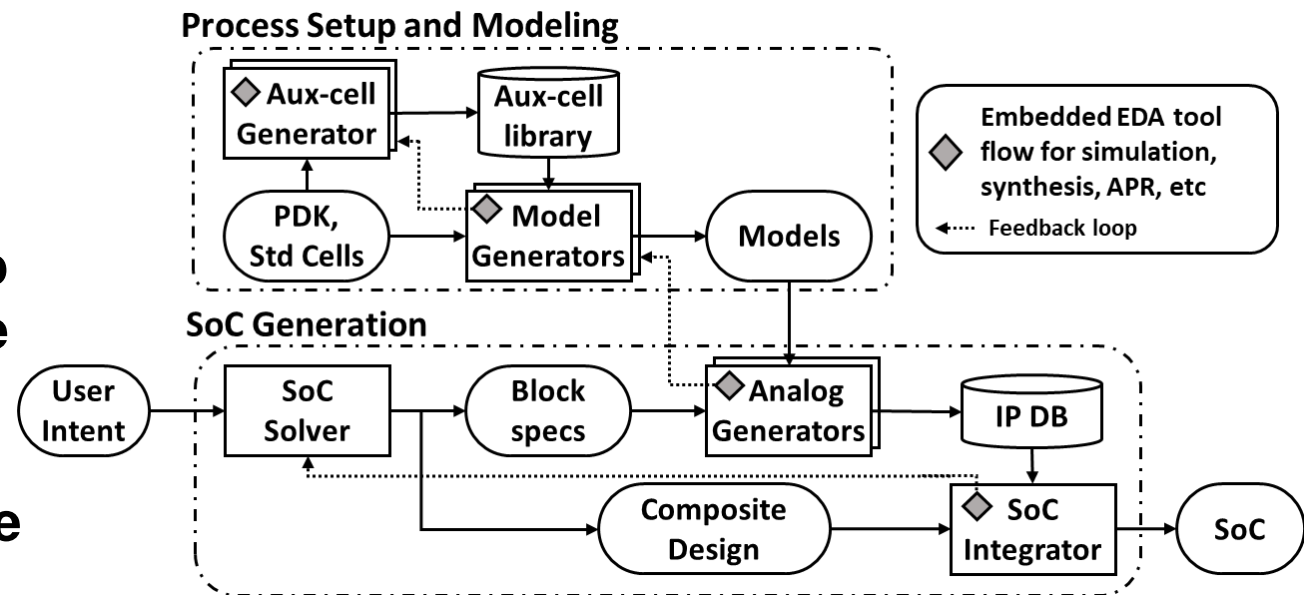 Process Setup and Modeling
Aux-cell
Generator
Aux-cell
library
PDK,
Std Cells
Model
Generators
Models
Embedded EDA tool
flow for simulation,
synthesis, APR, etc
Feedback loop
SoC Generation
User
Intent
SoC
Solver
Block
specs
Analog
Generators
IP DB
Composite
Design
SoC
Integrator
SoC
e
e